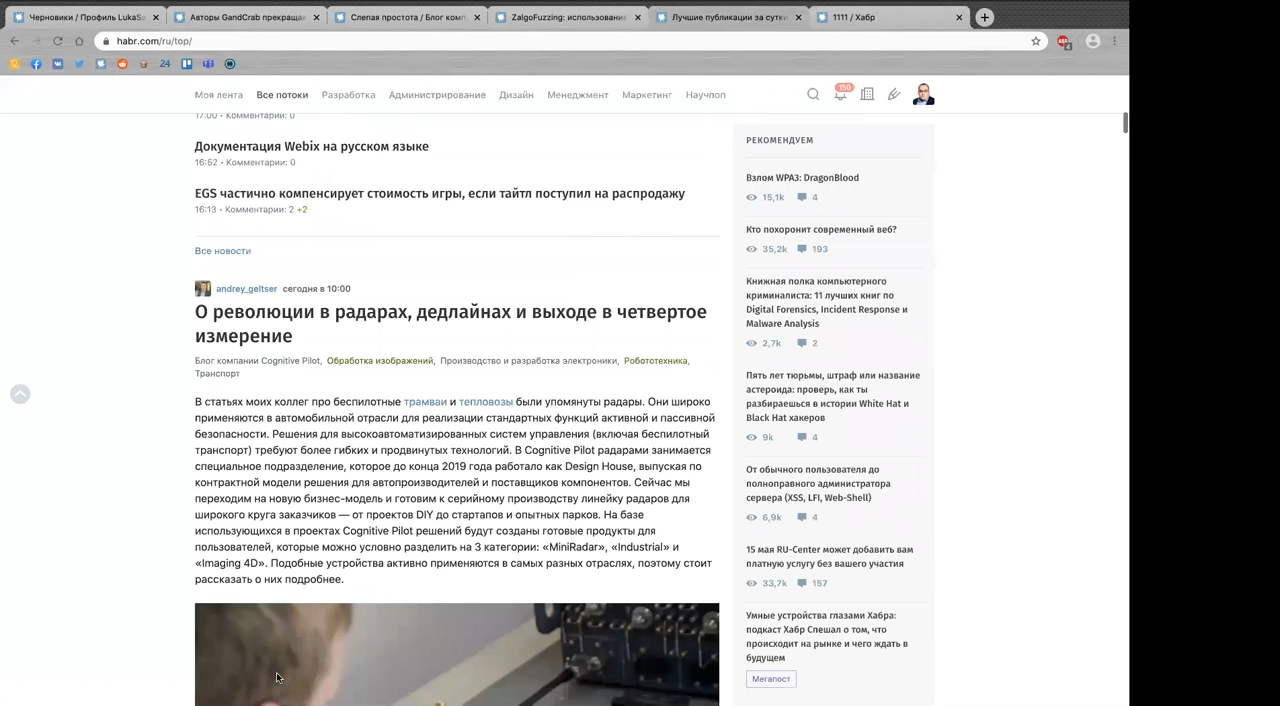 Черновики / Профиль LukaSa
Авторы GandCrab прекращаю
Слепая простота / Блог комп
ZalgoFuzzing: использование
Лучшие публикации за сутки
1111 / Хабр
habr.com/ru/top/
4
24
Моя лента Все потоки Разработка Администрирование Дизайн Менеджмент Маркетинг Научпоп
150
17:00 • Комментарии: 0
Документация Webix на русском языке
16:52 • Комментарии: 0
EGS частично компенсирует стоимость игры, если тайтл поступил на распродажу
16:13 • Комментарии: 2 +2
Все новости
andrey_geltser сегодня в 10:00
О революции в радарах, дедлайнах и выходе в четвертое
измерение
Блог компании Cognitive Pilot, Обработка изображений, Производство и разработка электроники, Робототехника,
Транспорт
В статьях моих коллег про беспилотные трамваи и тепловозы были упомянуты радары. Они широко
применяются в автомобильной отрасли для реализации стандартных функций активной и пассивной
безопасности. Решения для высокоавтоматизированных систем управления (включая беспилотный
транспорт) требуют более гибких и продвинутых технологий. В Cognitive Pilot радарами занимается
специальное подразделение, которое до конца 2019 года работало как Design House, выпуская по
контрактной модели решения для автопроизводителей и поставщиков компонентов. Сейчас мы
переходим на новую бизнес-модель и готовим к серийному производству линейку радаров для
широкого круга заказчиков — от проектов DIY до стартапов и опытных парков. На базе
использующихся в проектах Cognitive Pilot решений будут созданы готовые продукты для
пользователей, которые можно условно разделить на 3 категории: «MiniRadar», «Industrial» и
«Imaging 4D». Подобные устройства активно применяются в самых разных отраслях, поэтому стоит
рассказать о них подробнее.
РЕКОМЕНДУЕМ
Взлом WPA3: DragonBlood
15,1k 4
Кто похоронит современный веб?
35,2k 193
Книжная полка компьютерного
криминалиста: 11 лучших книг по
Digital Forensics, Incident Response и
Malware Analysis
2,7k 2
Пять лет тюрьмы, штраф или название
астероида: проверь, как ты
разбираешься в истории White Hat и
Black Hat хакеров
9k 4
От обычного пользователя до
полноправного администратора
сервера (XSS, LFI, Web-Shell)
6,9k 4
15 мая RU-Center может добавить вам
платную услугу без вашего участия
33,7k 157
Умные устройства глазами Хабра:
подкаст Хабр Спешал о том, что
происходит на рынке и чего ждать в
будущем
Мегапост